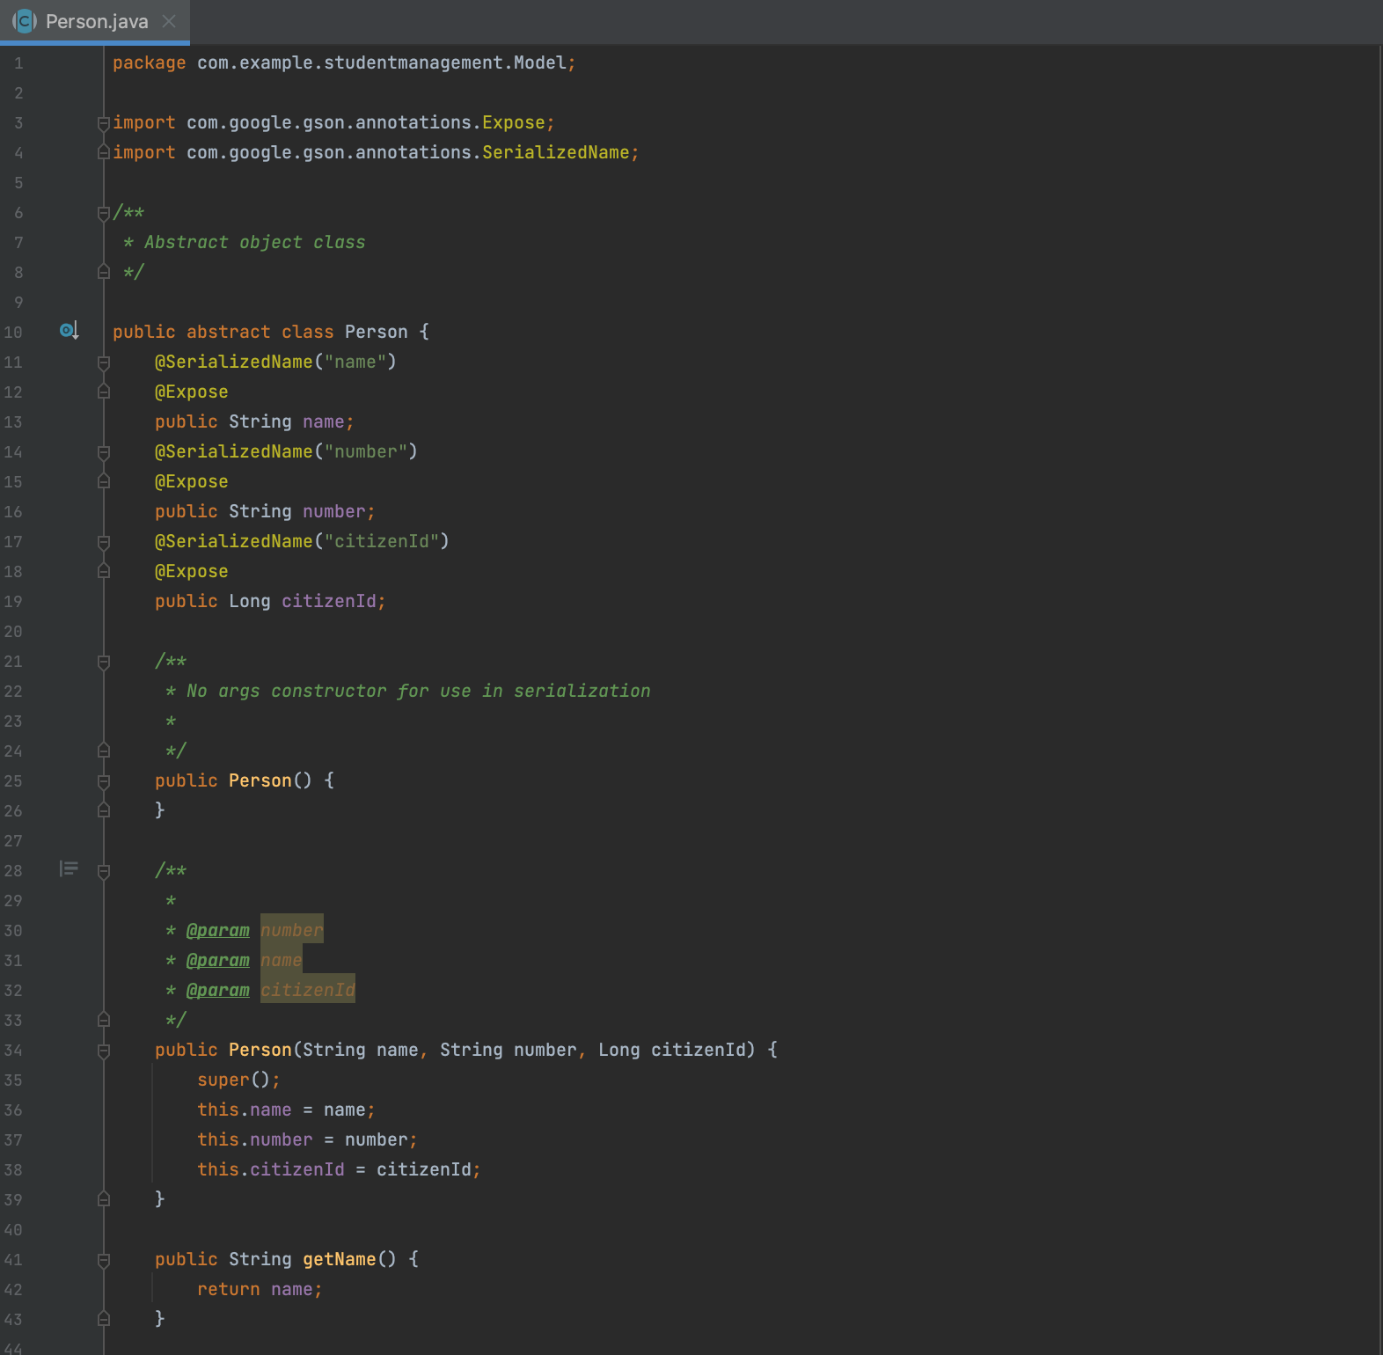 Person.java
1 package com.example.studentmanagement.Model;
2
3 import com.google.gson.annotations.Expose;
4 import com.google.gson.annotations.SerializedName;
5
6 /**
7  * Abstract object class
8  */
9
10 public abstract class Person {
11     @SerializedName("name")
12     @Expose
13     public String name;
14     @SerializedName("number")
15     @Expose
16     public String number;
17     @SerializedName("citizenId")
18     @Expose
19     public Long citizenId;
20
21     /**
22      * No args constructor for use in serialization
23      *
24      */
25     public Person() {
26     }
27
28     /**
29      *
30      * @param number
31      * @param name
32      * @param citizenId
33      */
34     public Person(String name, String number, Long citizenId) {
35         super();
36         this.name = name;
37         this.number = number;
38         this.citizenId = citizenId;
39     }
40
41     public String getName() {
42         return name;
43     }
44